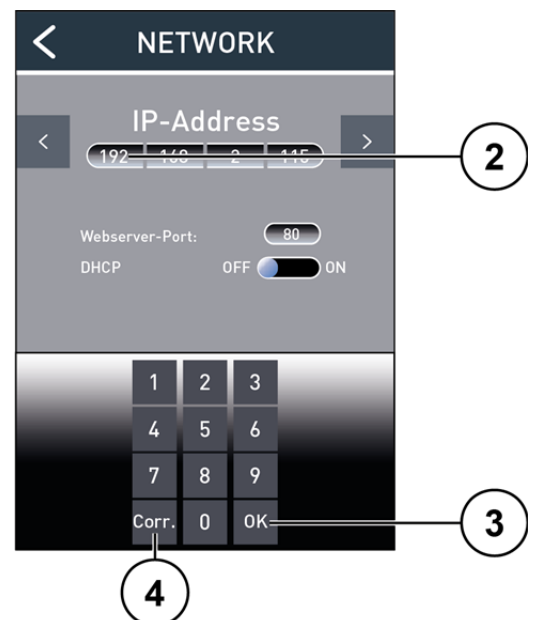 < NETWORK
IP-Address
< >
192 168 2 115
2
Webserver-Port: 80
DHCP OFF ON
1 2 3
4 5 6
7 8 9
Corr. 0 OK
3
4